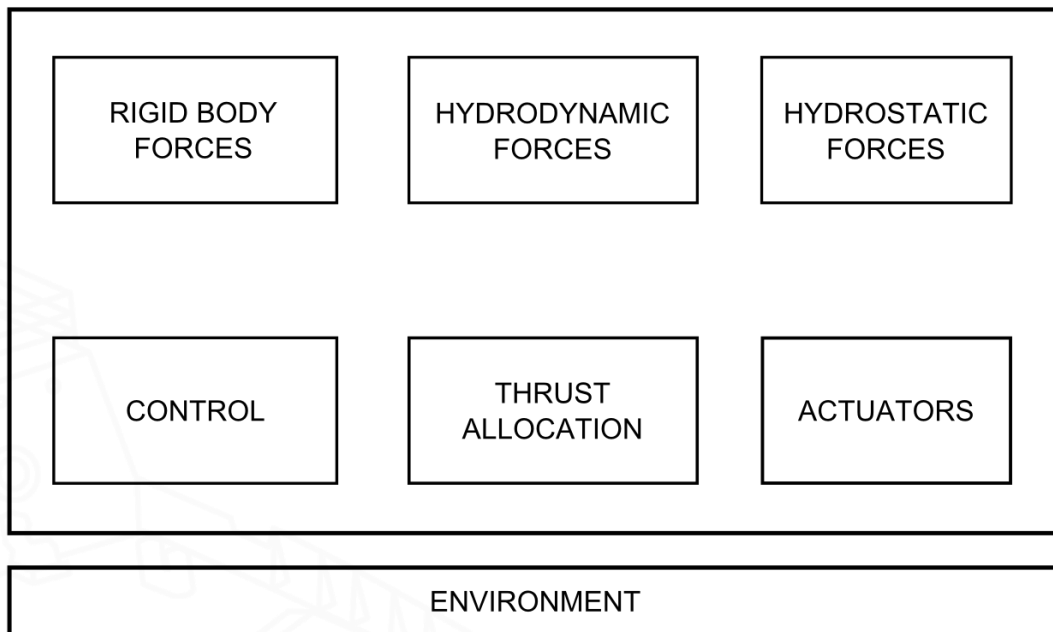 RIGID BODY
FORCES
HYDRODYNAMIC
FORCES
HYDROSTATIC
FORCES
CONTROL
THRUST
ALLOCATION
ACTUATORS
ENVIRONMENT